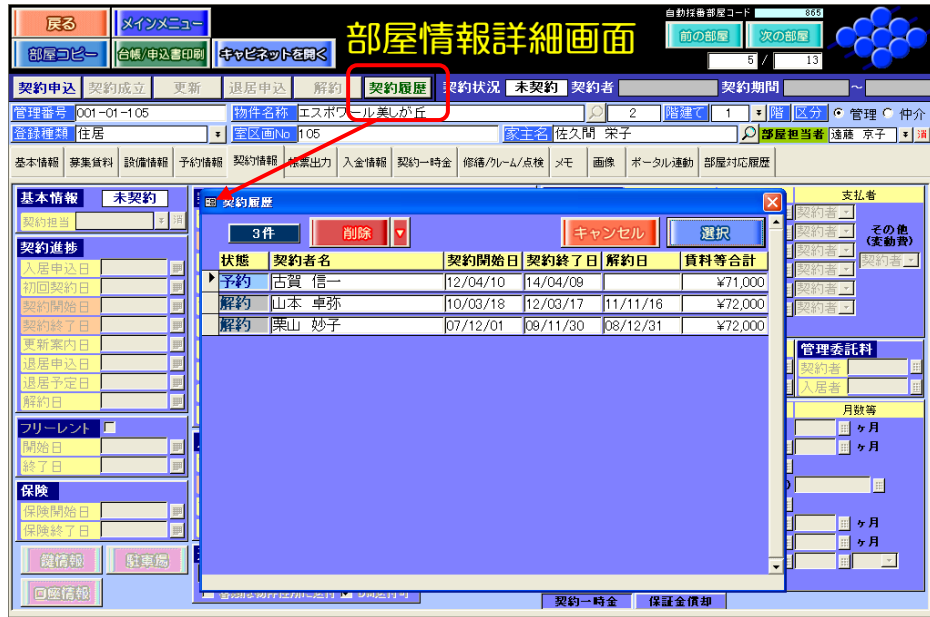 戻る メインメニュー 部屋情報詳細画面 自動採番部屋コード 865
前の部屋 次の部屋
部屋コピー 台帳/申込書印刷 キャビネットを開く 5 / 13
契約申込 契約成立 更新 退居申込 解約 契約履歴 契約状況 未契約 契約者 契約期間 ～
管理番号 001-01-105 物件名称 エスポワール美しが丘 2 階建て 1 階 区分 管理 仲介
登録種類 住居 室区画No 105 家主名 佐久間 栄子 部屋担当者 遠藤 京子 消
基本情報 募集賃料 設備情報 予約情報 契約情報 帳票出力 入金情報 契約一時金 修繕/クレーム/点検 メモ 画像 ポータル連動 部屋対応履歴
基本情報 未契約
契約担当 消
契約進捗
入居申込日
初回契約日
契約開始日
契約終了日
更新案内日
退居申込日
退居予定日
解約日
フリーレント
開始日
終了日
保険
保険開始日
保険終了日
鍵情報 駐車場
契約履歴
3件 削除 キャンセル 選択
状態 契約者名 契約開始日 契約終了日 解約日 賃料等合計
予約 古賀 信一 12/04/10 14/04/09 ¥71,000
解約 山本 卓弥 10/03/18 12/03/17 11/11/16 ¥72,000
解約 栗山 妙子 07/12/01 09/11/30 08/12/31 ¥72,000
支払者
契約者
契約者 その他
(変動費)
契約者 契約者
契約者
契約者
契約者
管理委託料
契約者
入居者
月数等
ヶ月
ヶ月
ヶ月
ヶ月
契約一時金 保証金償却